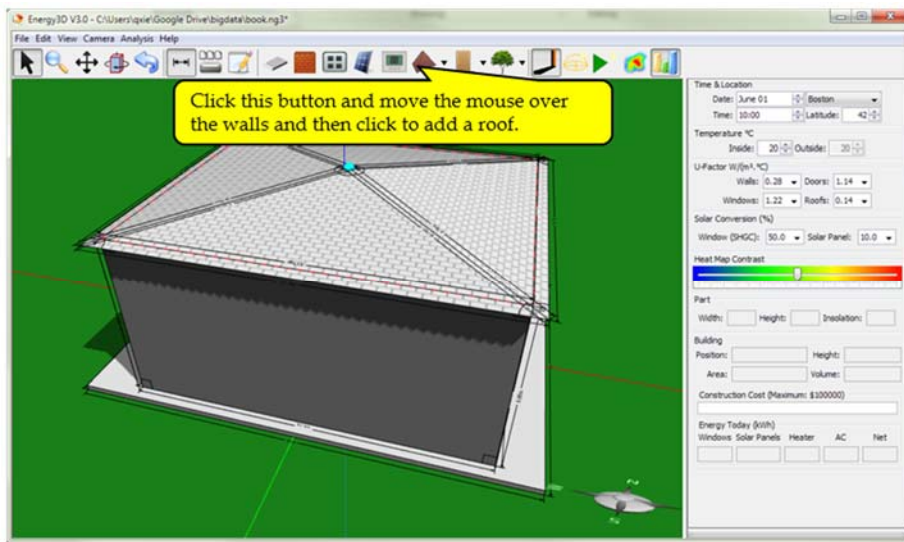 Energy3D V3.0 - C:\Users\qxie\Google Drive\bigdata\book.ng3*
File Edit View Camera Analysis Help
Click this button and move the mouse over
the walls and then click to add a roof.
Time & Location
Date: June 01 Boston
Time: 10:00 Latitude: 42
Temperature °C
Inside: 20 Outside: 20
U-Factor W/(m².°C)
Walls: 0.28 Doors: 1.14
Windows: 1.22 Roofs: 0.14
Solar Conversion (%)
Window (SHGC): 50.0 Solar Panel: 10.0
Heat Map Contrast
Part
Width: Height: Insolation:
Building
Position: Height:
Area: Volume:
Construction Cost (Maximum: $100000)
Energy Today (kWh)
Windows Solar Panels Heater AC Net